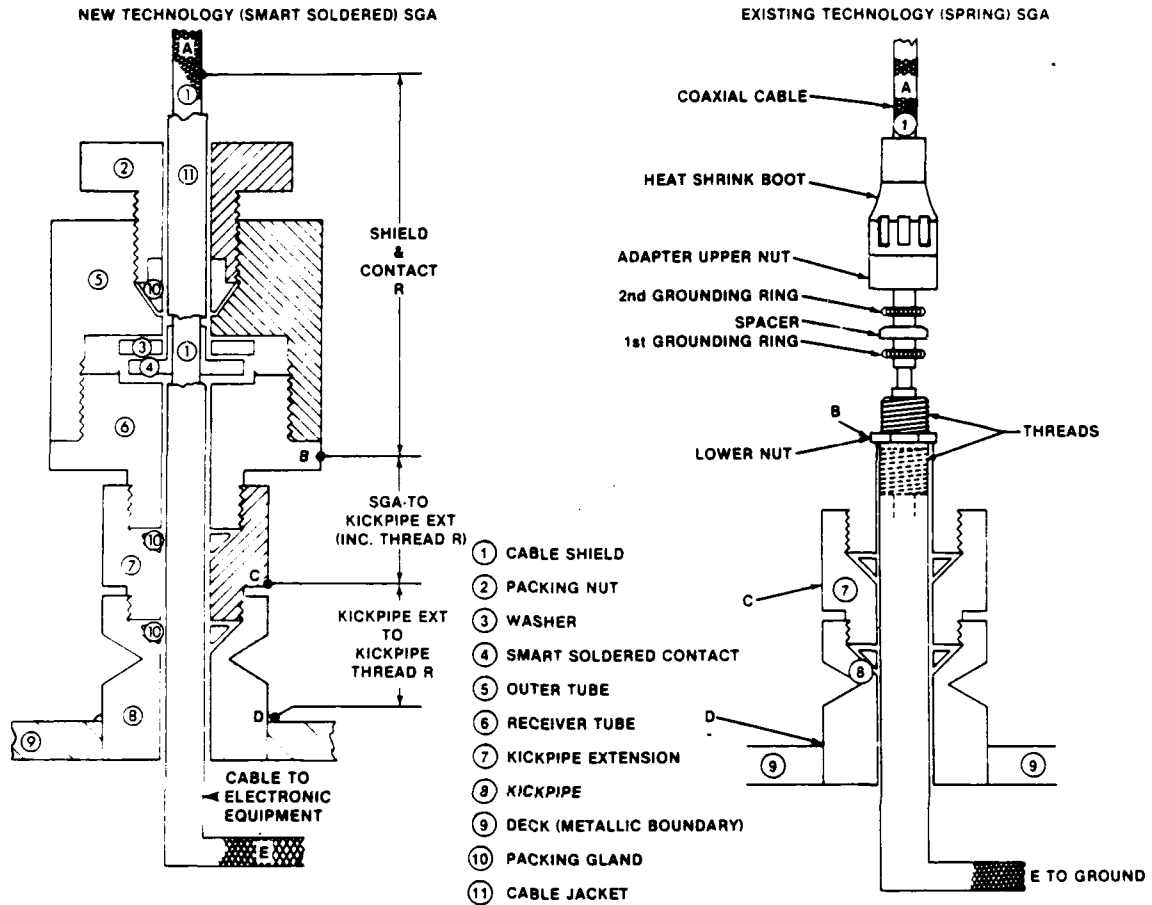 NEW TECHNOLOGY (SMART SOLDERED) SGA
A
1
2
11
5
10
3
1
4
6
B
10
7
C
10
8
D
9
SHIELD
&
CONTACT
R
SGA-TO
KICKPIPE EXT
(INC. THREAD R)
KICKPIPE EXT
TO
KICKPIPE
THREAD R
CABLE TO
ELECTRONIC
EQUIPMENT
E
1 CABLE SHIELD
2 PACKING NUT
3 WASHER
4 SMART SOLDERED CONTACT
5 OUTER TUBE
6 RECEIVER TUBE
7 KICKPIPE EXTENSION
8 KICKPIPE
9 DECK (METALLIC BOUNDARY)
10 PACKING GLAND
11 CABLE JACKET
EXISTING TECHNOLOGY (SPRING) SGA
A
COAXIAL CABLE
1
HEAT SHRINK BOOT
ADAPTER UPPER NUT
2nd GROUNDING RING
SPACER
1st GROUNDING RING
B
THREADS
LOWER NUT
C
7
8
D
9
9
E TO GROUND